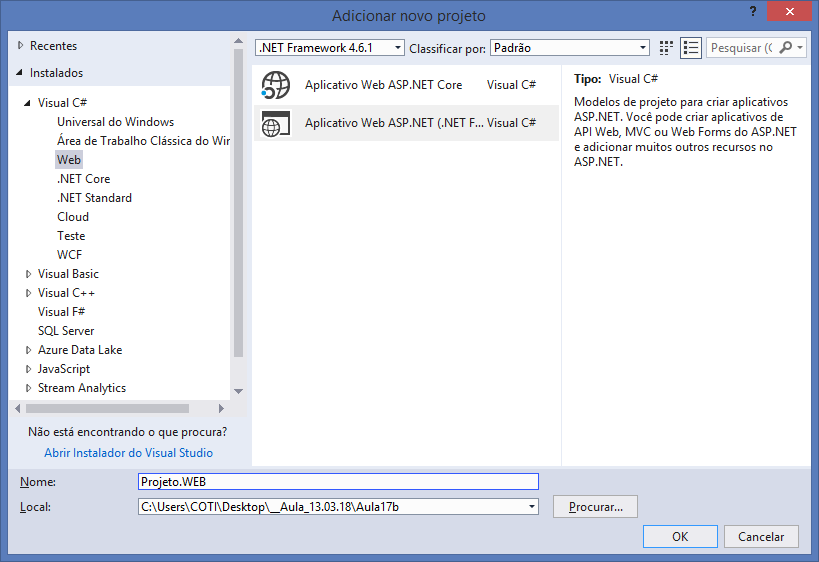 Adicionar novo projeto
?
Recentes
Instalados
Visual C#
Universal do Windows
Área de Trabalho Clássica do Wir
Web
.NET Core
.NET Standard
Cloud
Teste
WCF
Visual Basic
Visual C++
Visual F#
SQL Server
Azure Data Lake
JavaScript
Stream Analytics
Não está encontrando o que procura?
Abrir Instalador do Visual Studio
.NET Framework 4.6.1 Classificar por: Padrão
Pesquisar (C
Aplicativo Web ASP.NET Core Visual C#
Aplicativo Web ASP.NET (.NET F... Visual C#
Tipo: Visual C#
Modelos de projeto para criar aplicativos
ASP.NET. Você pode criar aplicativos de
API Web, MVC ou Web Forms do ASP.NET
e adicionar muitos outros recursos no
ASP.NET.
Nome: Projeto.WEB
Local: C:\Users\COTI\Desktop\__Aula_13.03.18\Aula17b
Procurar...
OK Cancelar